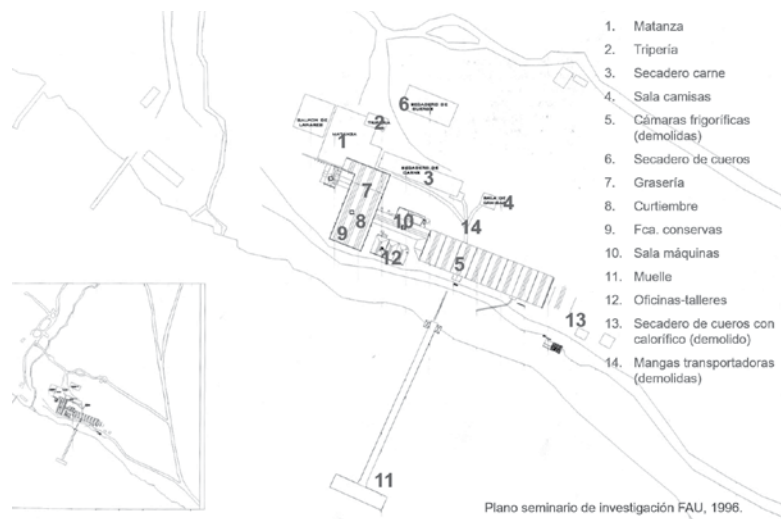 1. Matanza
2. Tripería
3. Secadero carne
4. Sala camisas
5. Cámaras frigoríficas
(demolidas)
6. Secadero de cueros
7. Grasería
8. Curtiembre
9. Fca. conservas
10. Sala máquinas
11. Muelle
12. Oficinas-talleres
13. Secadero de cueros con
calorífico (demolido)
14. Mangas transportadoras
(demolidas)
6
SECADERO DE
2
MATANZA
1
SECADERO DE
CARNE
3
4
7
8
9
10
14
12
5
13
11
Plano seminario de investigación FAU, 1996.